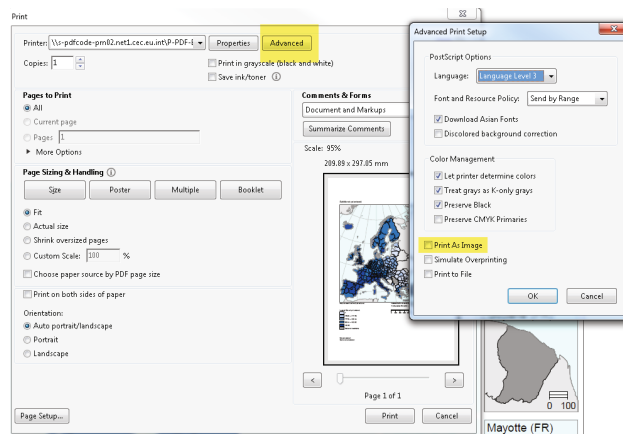 Print
Printer: \\s-pdfcode-prn02.net1.cec.eu.int\P-PDF-E
Properties
Advanced
Copies: 1
Print in grayscale (black and white)
Save ink/toner
Pages to Print
All
Current page
Pages 1
More Options
Page Sizing & Handling
Size
Poster
Multiple
Booklet
Fit
Actual size
Shrink oversized pages
Custom Scale: 100 %
Choose paper source by PDF page size
Print on both sides of paper
Orientation:
Auto portrait/landscape
Portrait
Landscape
Comments & Forms
Document and Markups
Summarize Comments
Scale: 95%
209.89 x 297.05 mm
<
>
Page 1 of 1
Page Setup...
Print
Cancel
Advanced Print Setup
PostScript Options
Language: Language Level 3
Font and Resource Policy: Send by Range
Download Asian Fonts
Discolored background correction
Color Management
Let printer determine colors
Treat grays as K-only grays
Preserve Black
Preserve CMYK Primaries
Print As Image
Simulate Overprinting
Print to File
OK
Cancel
0 100
Mayotte (FR)